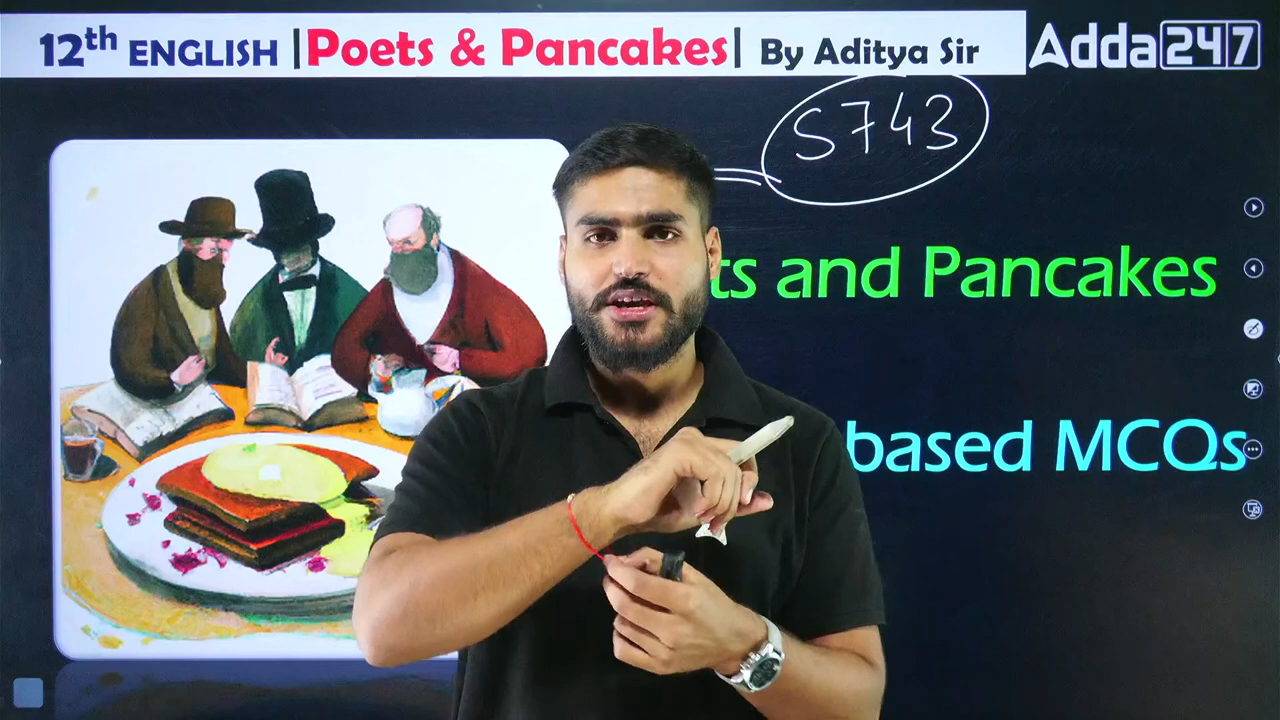 12th ENGLISH |Poets & Pancakes| By Aditya Sir
Adda247
S743
ts and Pancakes
based MCQs